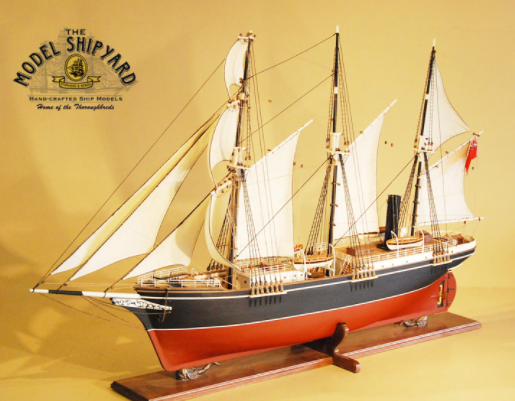 THE
MODEL SHIPYARD
HAND-CRAFTED SHIP MODELS
Home of the Thoroughbreds